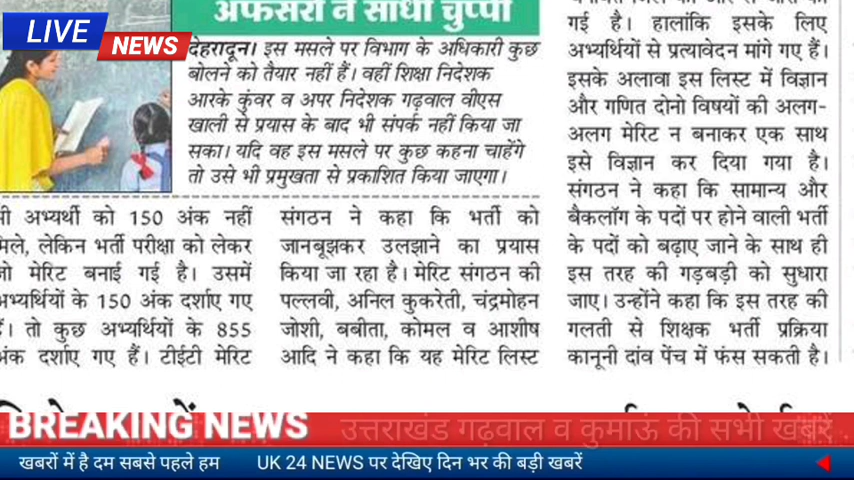 LIVE
NEWS
अफसरों ने साधी चुप्पी
देहरादून। इस मसले पर विभाग के अधिकारी कुछ
बोलने को तैयार नहीं हैं। वहीं शिक्षा निदेशक
आरके कुंवर व अपर निदेशक गढ़वाल वीएस
खाली से प्रयास के बाद भी संपर्क नहीं किया जा
सका। यदि वह इस मसले पर कुछ कहना चाहेंगे
तो उसे भी प्रमुखता से प्रकाशित किया जाएगा।
अभ्यर्थी को 150 अंक नहीं
मिले, लेकिन भर्ती परीक्षा को लेकर
जो मेरिट बनाई गई है। उसमें
अभ्यर्थियों के 150 अंक दर्शाए गए
हैं। तो कुछ अभ्यर्थियों के 855
अंक दर्शाए गए हैं। टीईटी मेरिट
संगठन ने कहा कि भर्ती को
जानबूझकर उलझाने का प्रयास
किया जा रहा है। मेरिट संगठन की
पल्लवी, अनिल कुकरेती, चंद्रमोहन
जोशी, बबीता, कोमल व आशीष
आदि ने कहा कि यह मेरिट लिस्ट
गई है। हालांकि इसके लिए
अभ्यर्थियों से प्रत्यावेदन मांगे गए हैं।
इसके अलावा इस लिस्ट में विज्ञान
और गणित दोनो विषयों की अलग-
अलग मेरिट न बनाकर एक साथ
इसे विज्ञान कर दिया गया है।
संगठन ने कहा कि सामान्य और
बैकलॉग के पदों पर होने वाली भर्ती
के पदों को बढ़ाए जाने के साथ ही
इस तरह की गड़बड़ी को सुधारा
जाए। उन्होंने कहा कि इस तरह की
गलती से शिक्षक भर्ती प्रक्रिया
कानूनी दांव पेंच में फंस सकती है।
BREAKING NEWS
उत्तराखंड गढ़वाल व कुमाऊं की सभी खबरें
खबरों में है दम सबसे पहले हम
UK 24 NEWS पर देखिए दिन भर की बड़ी खबरें